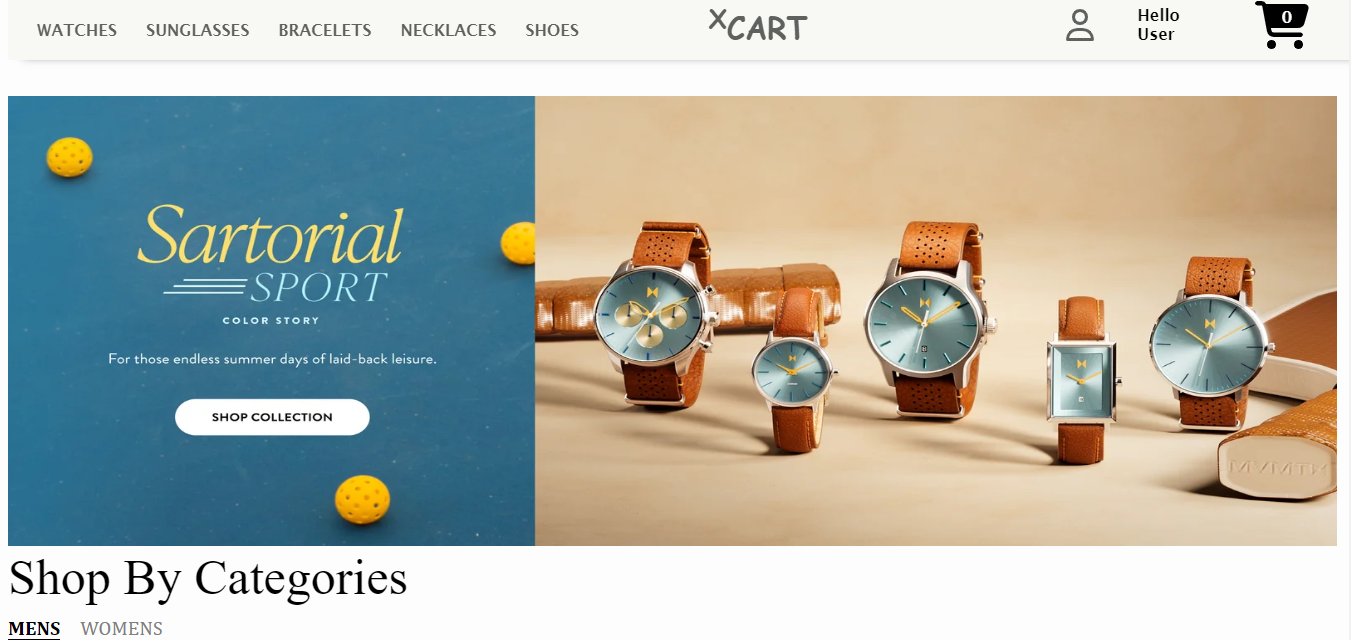 WATCHES SUNGLASSES BRACELETS NECKLACES SHOES
XCART
Hello
User
0
Sartorial
SPORT
COLOR STORY
For those endless summer days of laid-back leisure.
SHOP COLLECTION
MVMT
Shop By Categories
MENS WOMENS